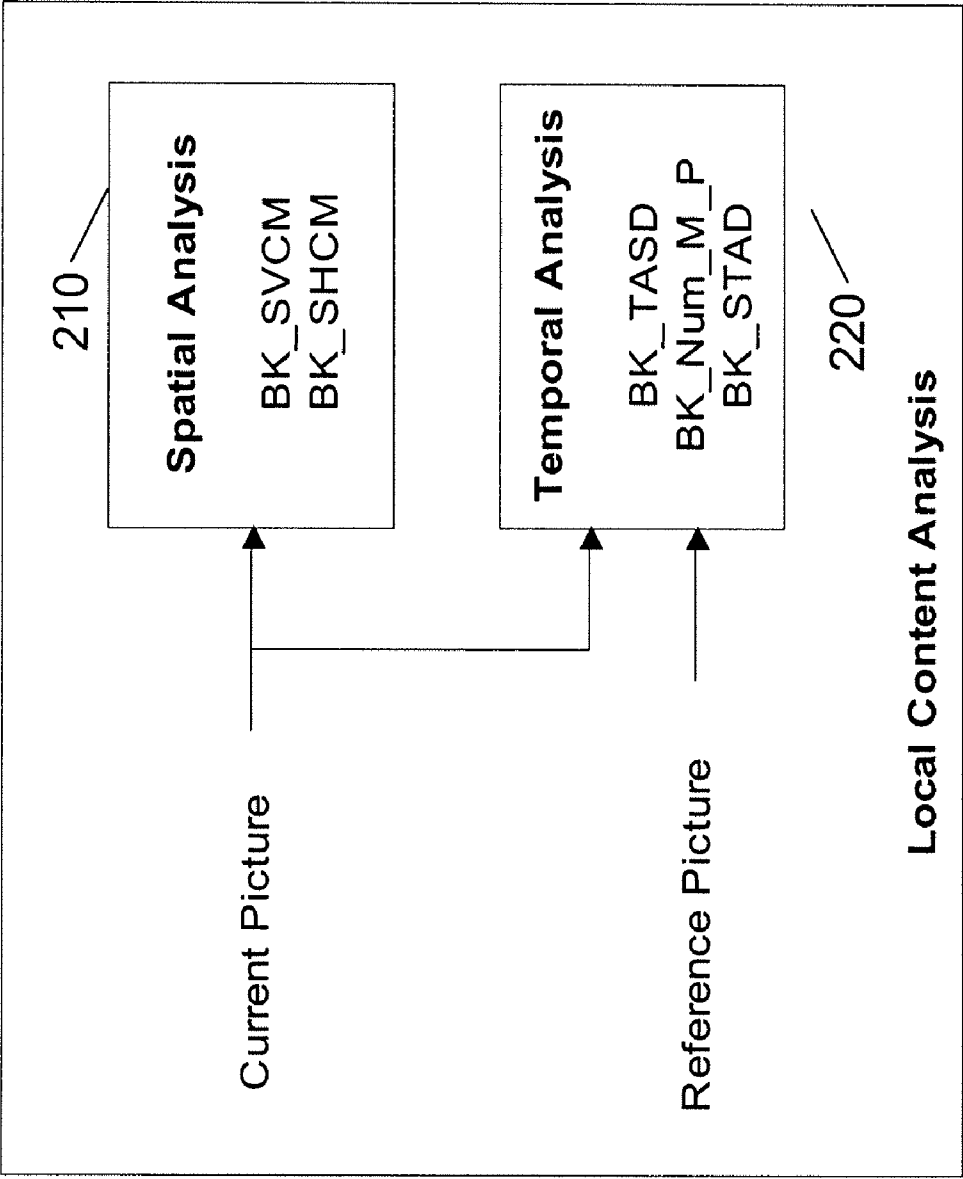 210
Spatial Analysis
BK_SVCM
BK_SHCM
Current Picture
Temporal Analysis
BK_TASD
BK_Num_M_P
BK_STAD
Reference Picture
220
Local Content Analysis